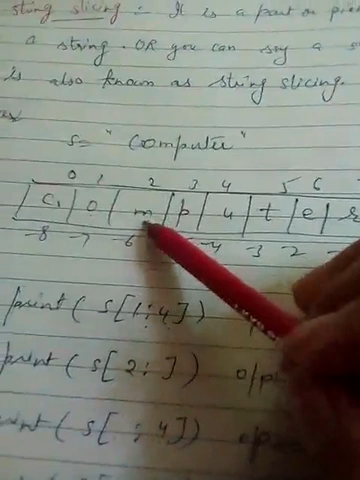 string slicing :- It is a part or
a string. OR you can say a
is also known as string slicing.
s = "Computer"
0 1 2 3 4 5 6
C o m p u t e r
-8 -7 -6 -4 -3 -2
print( s[1:4])
print( s[2: ]) o/p
print( s[ :4])